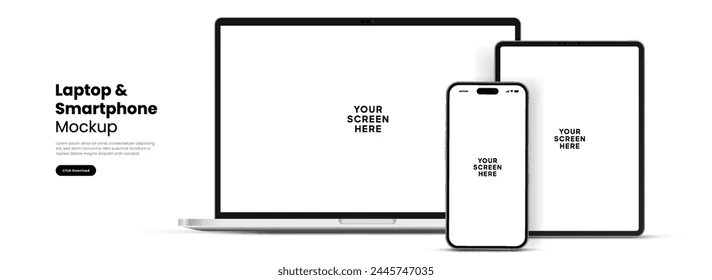 Laptop &
Smartphone
Mockup
Lorem ipsum dolor sit amet, consectetuer adipiscing
elit, sed diam nonummy nibh euismod tincidunt ut
laoreet dolore magna aliquam erat volutpat.
Click Download
YOUR
SCREEN
HERE
YOUR
SCREEN
HERE
YOUR
SCREEN
HERE
shutterstock.com · 2445747035